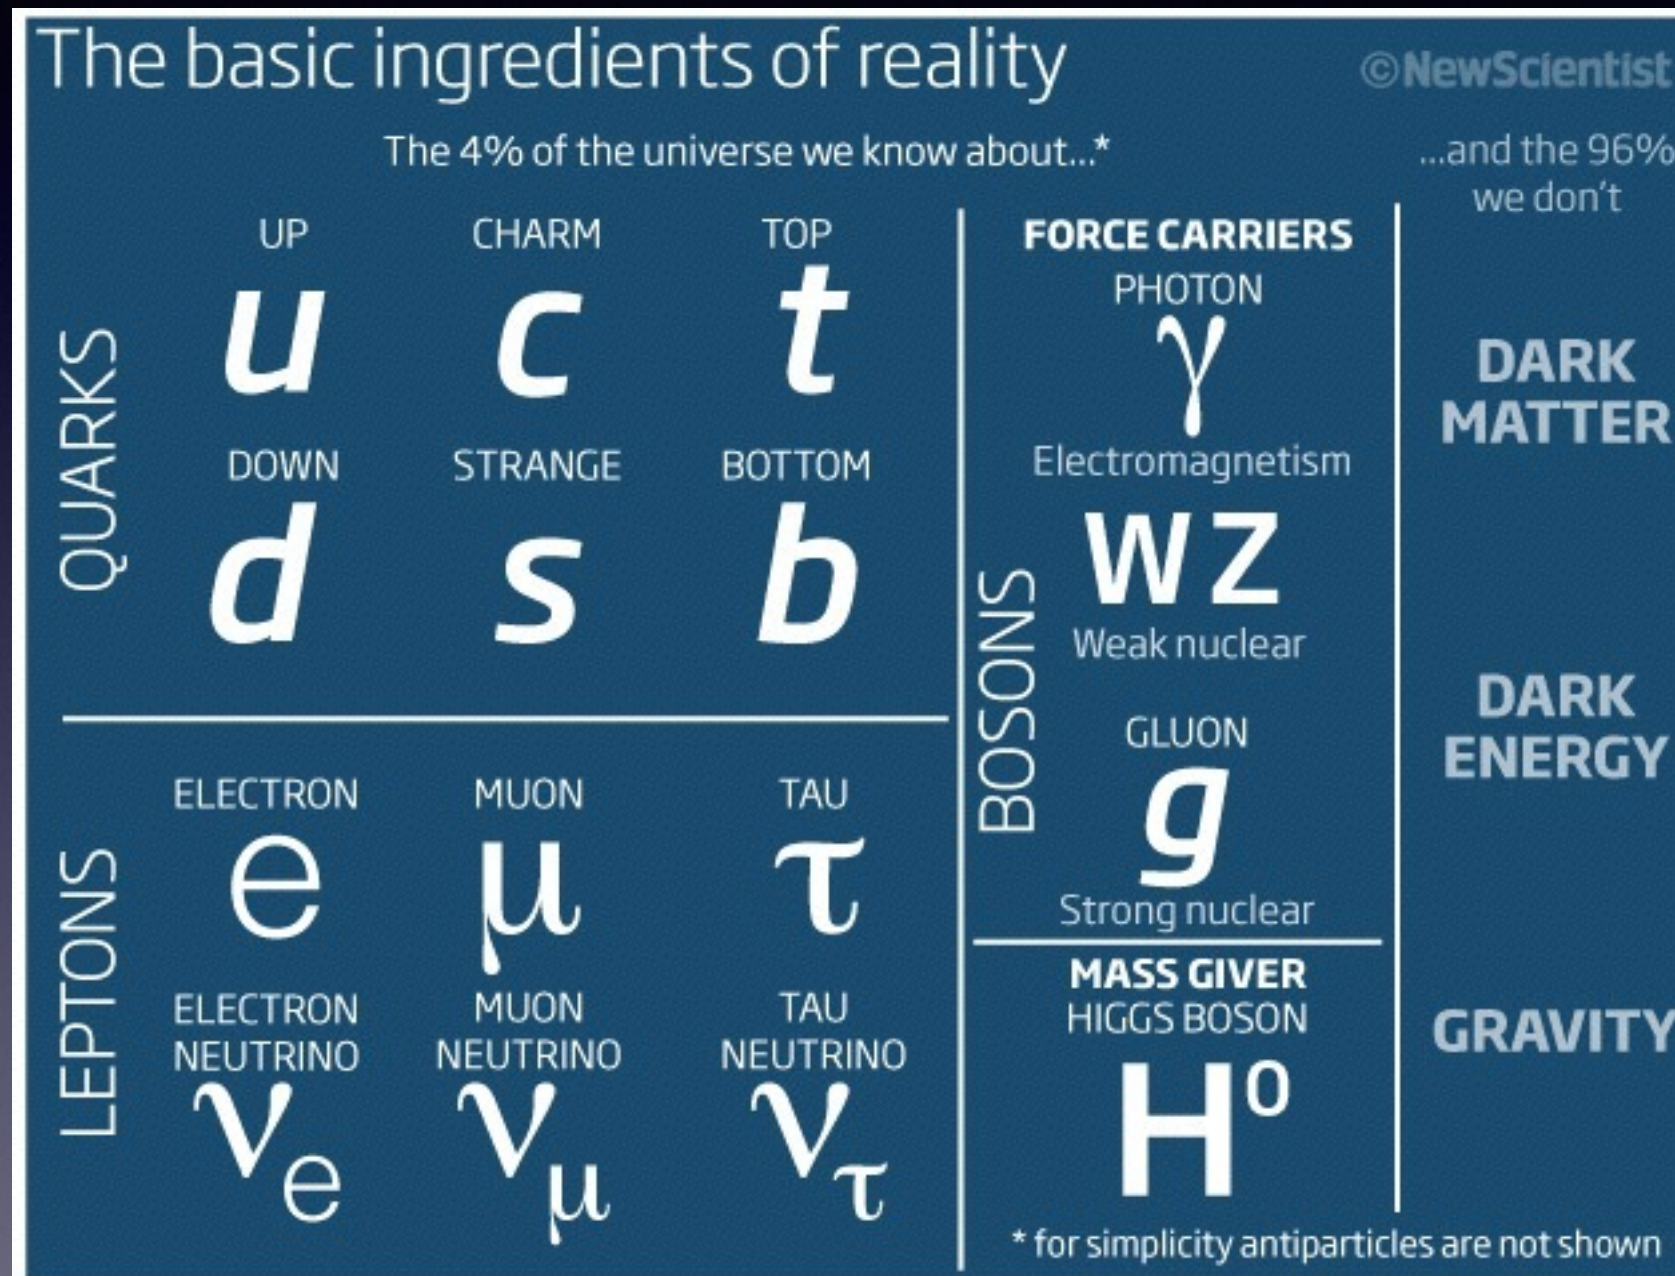 The basic ingredients of reality
©NewScientist
The 4% of the universe we know about...*
...and the 96%
we don't
QUARKS
UP
CHARM
TOP
u
c
t
DOWN
STRANGE
BOTTOM
d
s
b
LEPTONS
ELECTRON
MUON
TAU
e
μ
τ
ELECTRON
NEUTRINO
MUON
NEUTRINO
TAU
NEUTRINO
νe
νμ
ντ
BOSONS
FORCE CARRIERS
PHOTON
γ
Electromagnetism
W Z
Weak nuclear
GLUON
g
Strong nuclear
MASS GIVER
HIGGS BOSON
H⁰
DARK
MATTER
DARK
ENERGY
GRAVITY
* for simplicity antiparticles are not shown